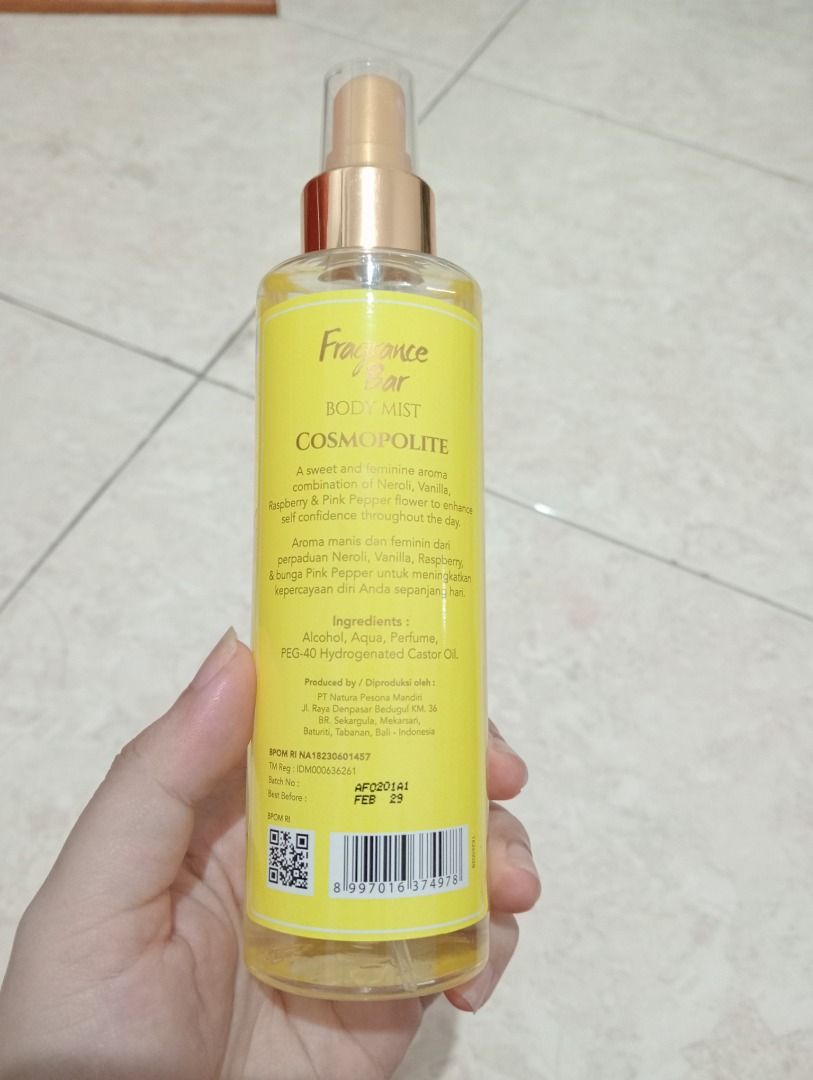 Fragrance
Bar
BODY MIST
COSMOPOLITE
A sweet and feminine aroma
combination of Neroli, Vanilla,
Raspberry & Pink Pepper flower to enhance
self confidence throughout the day.
Aroma manis dan feminin dari
perpaduan Neroli, Vanilla, Raspberry,
& bunga Pink Pepper untuk meningkatkan
kepercayaan diri Anda sepanjang hari.
Ingredients :
Alcohol, Aqua, Perfume,
PEG-40 Hydrogenated Castor Oil.
Produced by / Diproduksi oleh :
PT Natura Pesona Mandiri
Jl. Raya Denpasar Bedugul KM. 36
BR. Sekargula, Mekarsari,
Baturiti, Tabanan, Bali - Indonesia
BPOM RI NA18230601457
TM Reg : IDM000636261
Batch No : AF0201A1
Best Before : FEB 29
BPOM RI
8 997016 374978